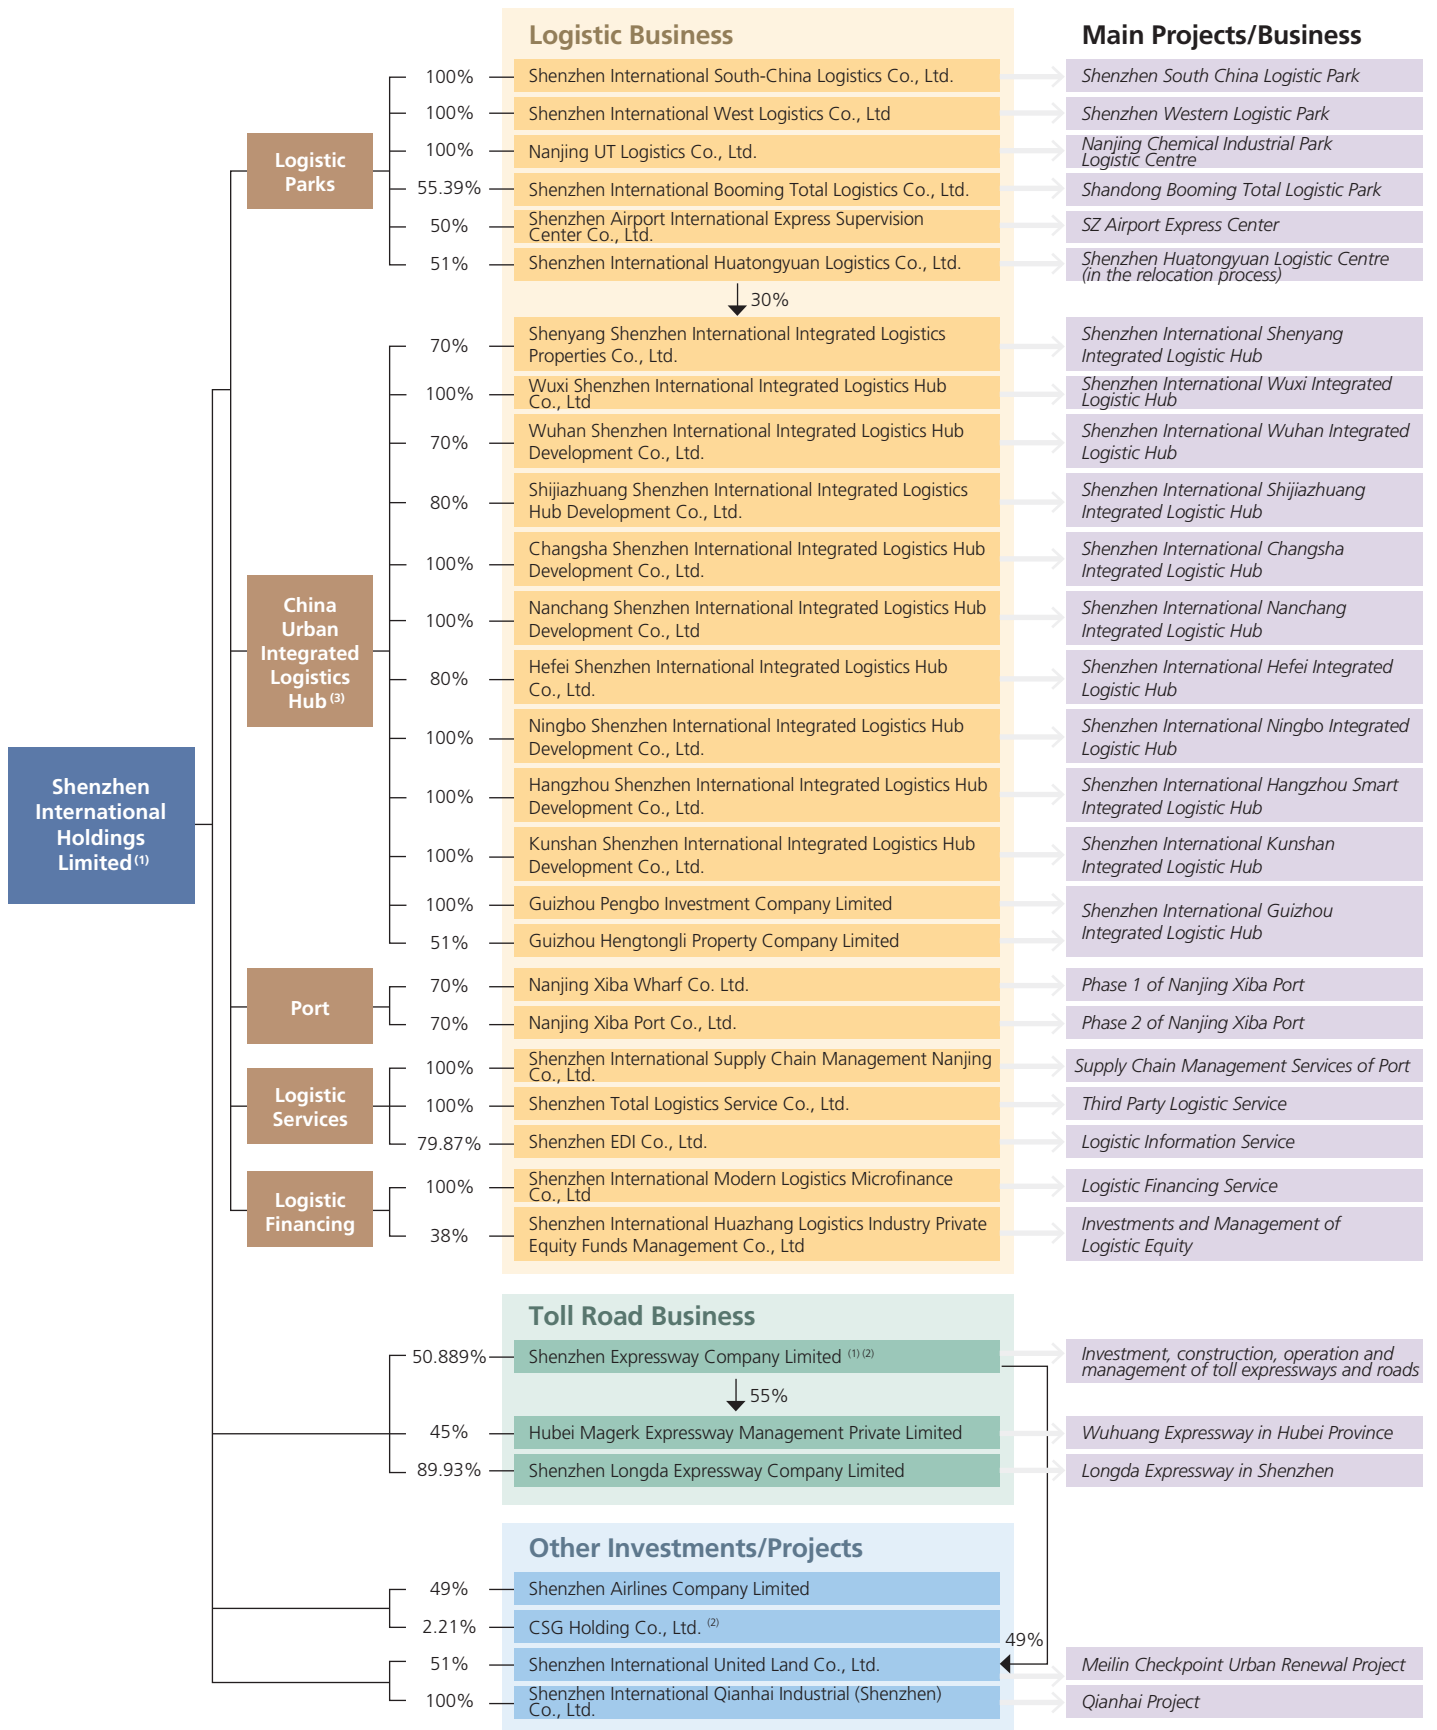 Logistic Business
Main Projects/Business
100%
Shenzhen International South-China Logistics Co., Ltd.
Shenzhen South China Logistic Park
100%
Shenzhen International West Logistics Co., Ltd
Shenzhen Western Logistic Park
Logistic
Parks
100%
Nanjing UT Logistics Co., Ltd.
Nanjing Chemical Industrial Park
Logistic Centre
55.39%
Shenzhen International Booming Total Logistics Co., Ltd.
Shandong Booming Total Logistic Park
50%
Shenzhen Airport International Express Supervision
Center Co., Ltd.
SZ Airport Express Center
51%
Shenzhen International Huatongyuan Logistics Co., Ltd.
Shenzhen Huatongyuan Logistic Centre
(in the relocation process)
30%
70%
Shenyang Shenzhen International Integrated Logistics
Properties Co., Ltd.
Shenzhen International Shenyang
Integrated Logistic Hub
100%
Wuxi Shenzhen International Integrated Logistics Hub
Co., Ltd
Shenzhen International Wuxi Integrated
Logistic Hub
70%
Wuhan Shenzhen International Integrated Logistics Hub
Development Co., Ltd.
Shenzhen International Wuhan Integrated
Logistic Hub
80%
Shijiazhuang Shenzhen International Integrated Logistics
Hub Development Co., Ltd.
Shenzhen International Shijiazhuang
Integrated Logistic Hub
100%
Changsha Shenzhen International Integrated Logistics Hub
Development Co., Ltd.
Shenzhen International Changsha
Integrated Logistic Hub
China
Urban
Integrated
Logistics
Hub (3)
100%
Nanchang Shenzhen International Integrated Logistics Hub
Development Co., Ltd
Shenzhen International Nanchang
Integrated Logistic Hub
80%
Hefei Shenzhen International Integrated Logistics Hub
Co., Ltd.
Shenzhen International Hefei Integrated
Logistic Hub
100%
Ningbo Shenzhen International Integrated Logistics Hub
Development Co., Ltd.
Shenzhen International Ningbo Integrated
Logistic Hub
Shenzhen
International
Holdings
Limited (1)
100%
Hangzhou Shenzhen International Integrated Logistics Hub
Development Co., Ltd.
Shenzhen International Hangzhou Smart
Integrated Logistic Hub
100%
Kunshan Shenzhen International Integrated Logistics Hub
Development Co., Ltd.
Shenzhen International Kunshan
Integrated Logistic Hub
100%
Guizhou Pengbo Investment Company Limited
Shenzhen International Guizhou
Integrated Logistic Hub
51%
Guizhou Hengtongli Property Company Limited
Port
70%
Nanjing Xiba Wharf Co. Ltd.
Phase 1 of Nanjing Xiba Port
70%
Nanjing Xiba Port Co., Ltd.
Phase 2 of Nanjing Xiba Port
Logistic
Services
100%
Shenzhen International Supply Chain Management Nanjing
Co., Ltd.
Supply Chain Management Services of Port
100%
Shenzhen Total Logistics Service Co., Ltd.
Third Party Logistic Service
79.87%
Shenzhen EDI Co., Ltd.
Logistic Information Service
Logistic
Financing
100%
Shenzhen International Modern Logistics Microfinance
Co., Ltd
Logistic Financing Service
38%
Shenzhen International Huazhang Logistics Industry Private
Equity Funds Management Co., Ltd
Investments and Management of
Logistic Equity
Toll Road Business
50.889%
Shenzhen Expressway Company Limited (1) (2)
Investment, construction, operation and
management of toll expressways and roads
55%
45%
Hubei Magerk Expressway Management Private Limited
Wuhuang Expressway in Hubei Province
89.93%
Shenzhen Longda Expressway Company Limited
Longda Expressway in Shenzhen
Other Investments/Projects
49%
Shenzhen Airlines Company Limited
2.21%
CSG Holding Co., Ltd. (2)
49%
51%
Shenzhen International United Land Co., Ltd.
Meilin Checkpoint Urban Renewal Project
100%
Shenzhen International Qianhai Industrial (Shenzhen)
Co., Ltd.
Qianhai Project